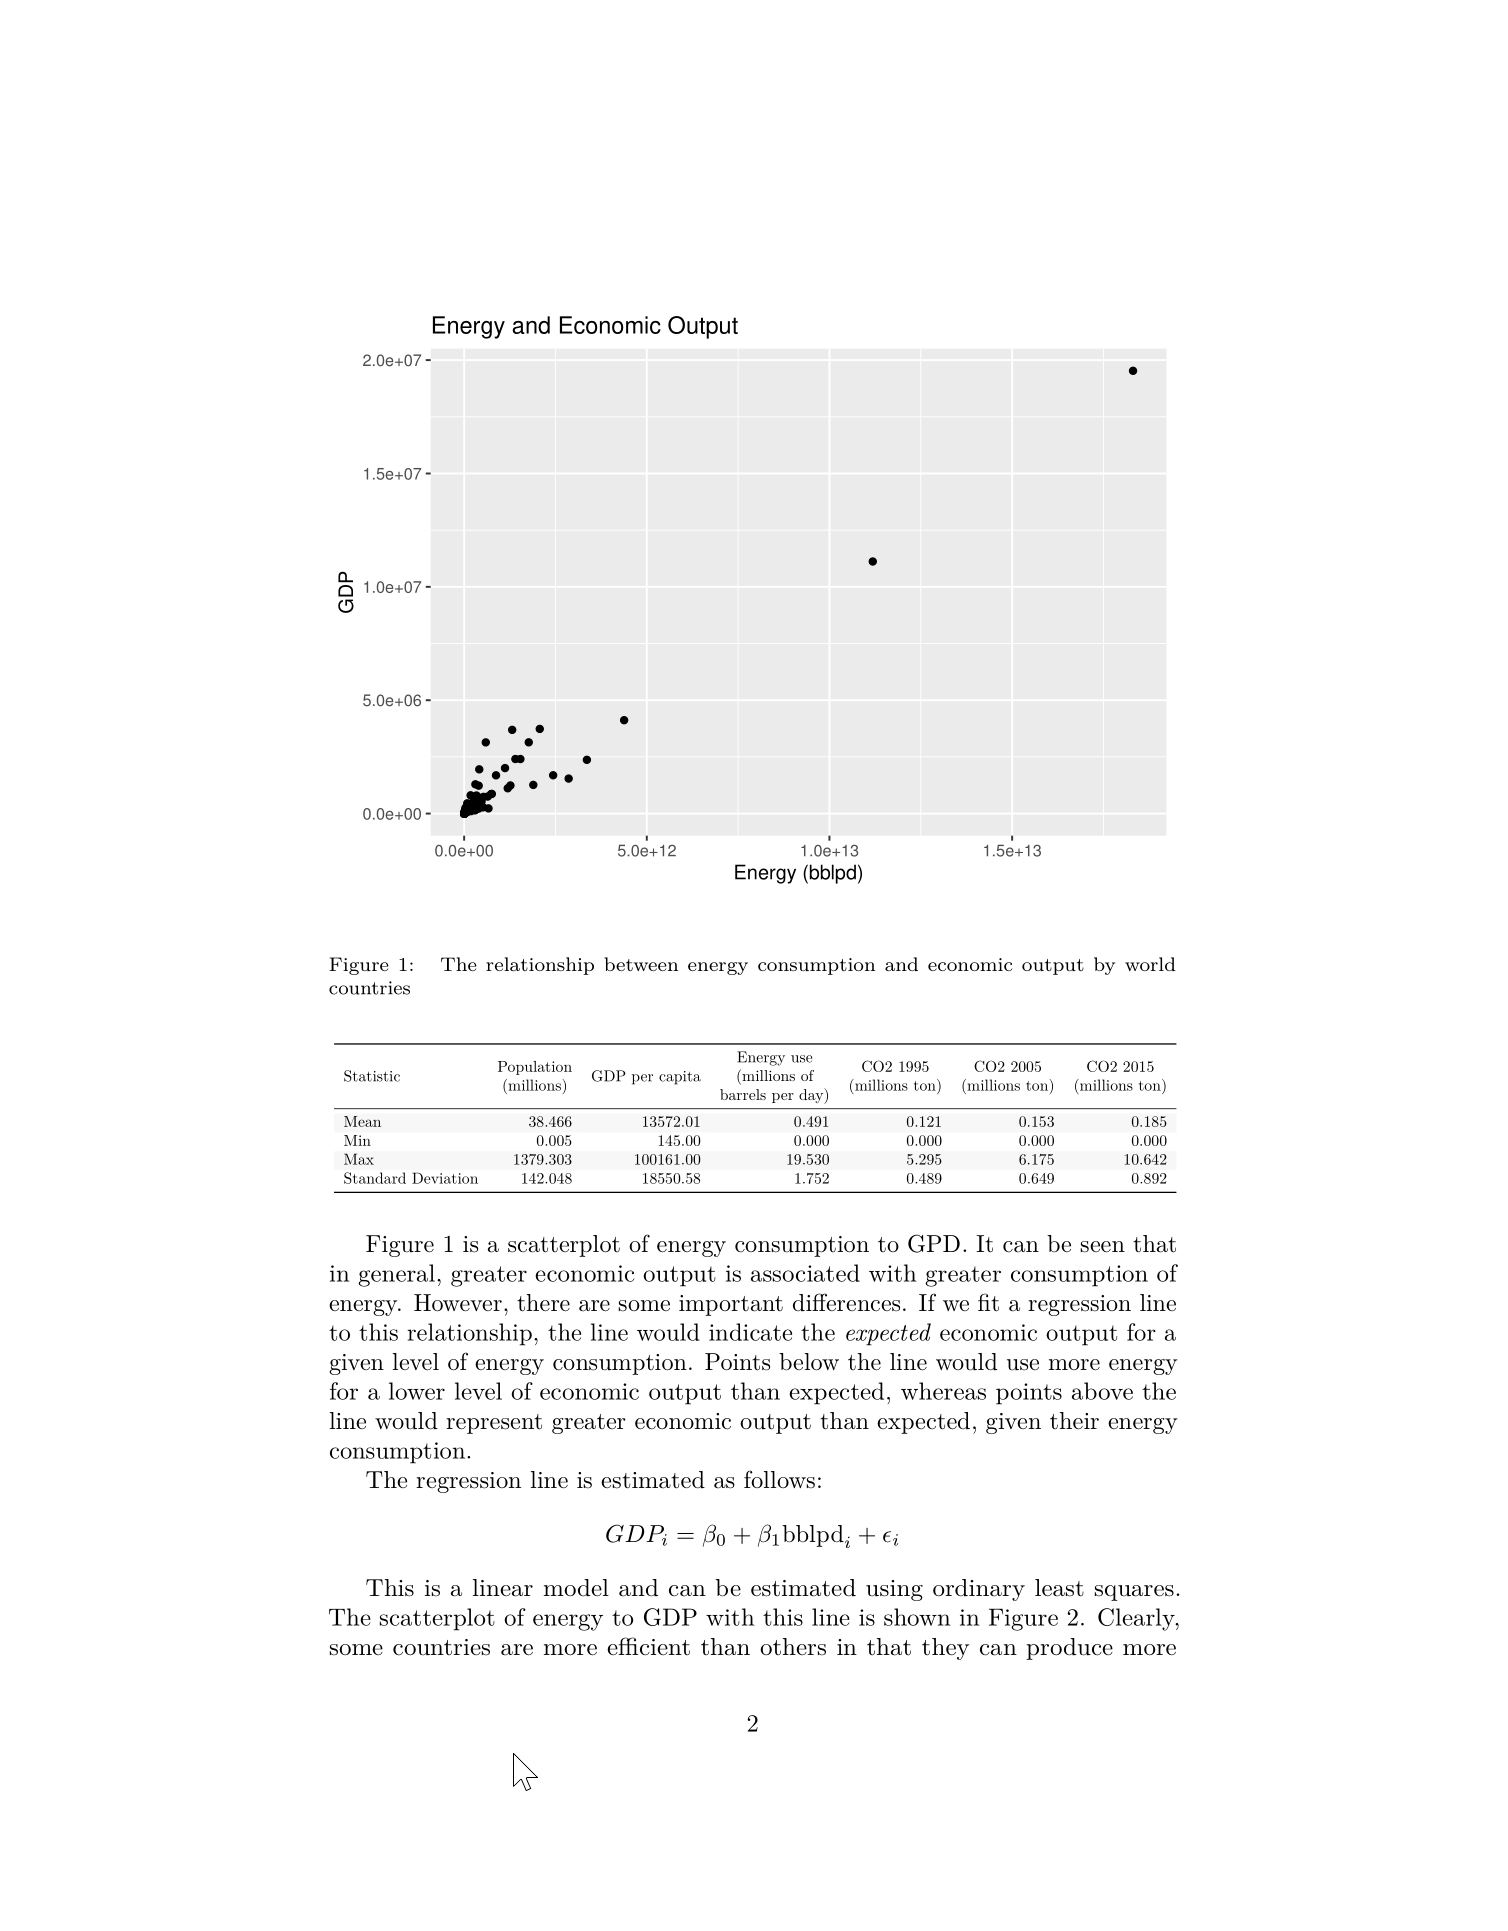 Energy and Economic Output
2.0e+07
1.5e+07
1.0e+07
5.0e+06
0.0e+00
GDP
0.0e+00 5.0e+12 1.0e+13 1.5e+13
Energy (bblpd)
Figure 1: The relationship between energy consumption and economic output by world
countries
Statistic Population (millions) GDP per capita Energy use (millions of barrels per day) CO2 1995 (millions ton) CO2 2005 (millions ton) CO2 2015 (millions ton)
Mean 38.466 13572.01 0.491 0.121 0.153 0.185
Min 0.005 145.00 0.000 0.000 0.000 0.000
Max 1379.303 100161.00 19.530 5.295 6.175 10.642
Standard Deviation 142.048 18550.58 1.752 0.489 0.649 0.892
Figure 1 is a scatterplot of energy consumption to GPD. It can be seen that
in general, greater economic output is associated with greater consumption of
energy. However, there are some important differences. If we fit a regression line
to this relationship, the line would indicate the expected economic output for a
given level of energy consumption. Points below the line would use more energy
for a lower level of economic output than expected, whereas points above the
line would represent greater economic output than expected, given their energy
consumption.
The regression line is estimated as follows:
GDPᵢ = β₀ + β₁bblpdᵢ + ϵᵢ
This is a linear model and can be estimated using ordinary least squares.
The scatterplot of energy to GDP with this line is shown in Figure 2. Clearly,
some countries are more efficient than others in that they can produce more
2